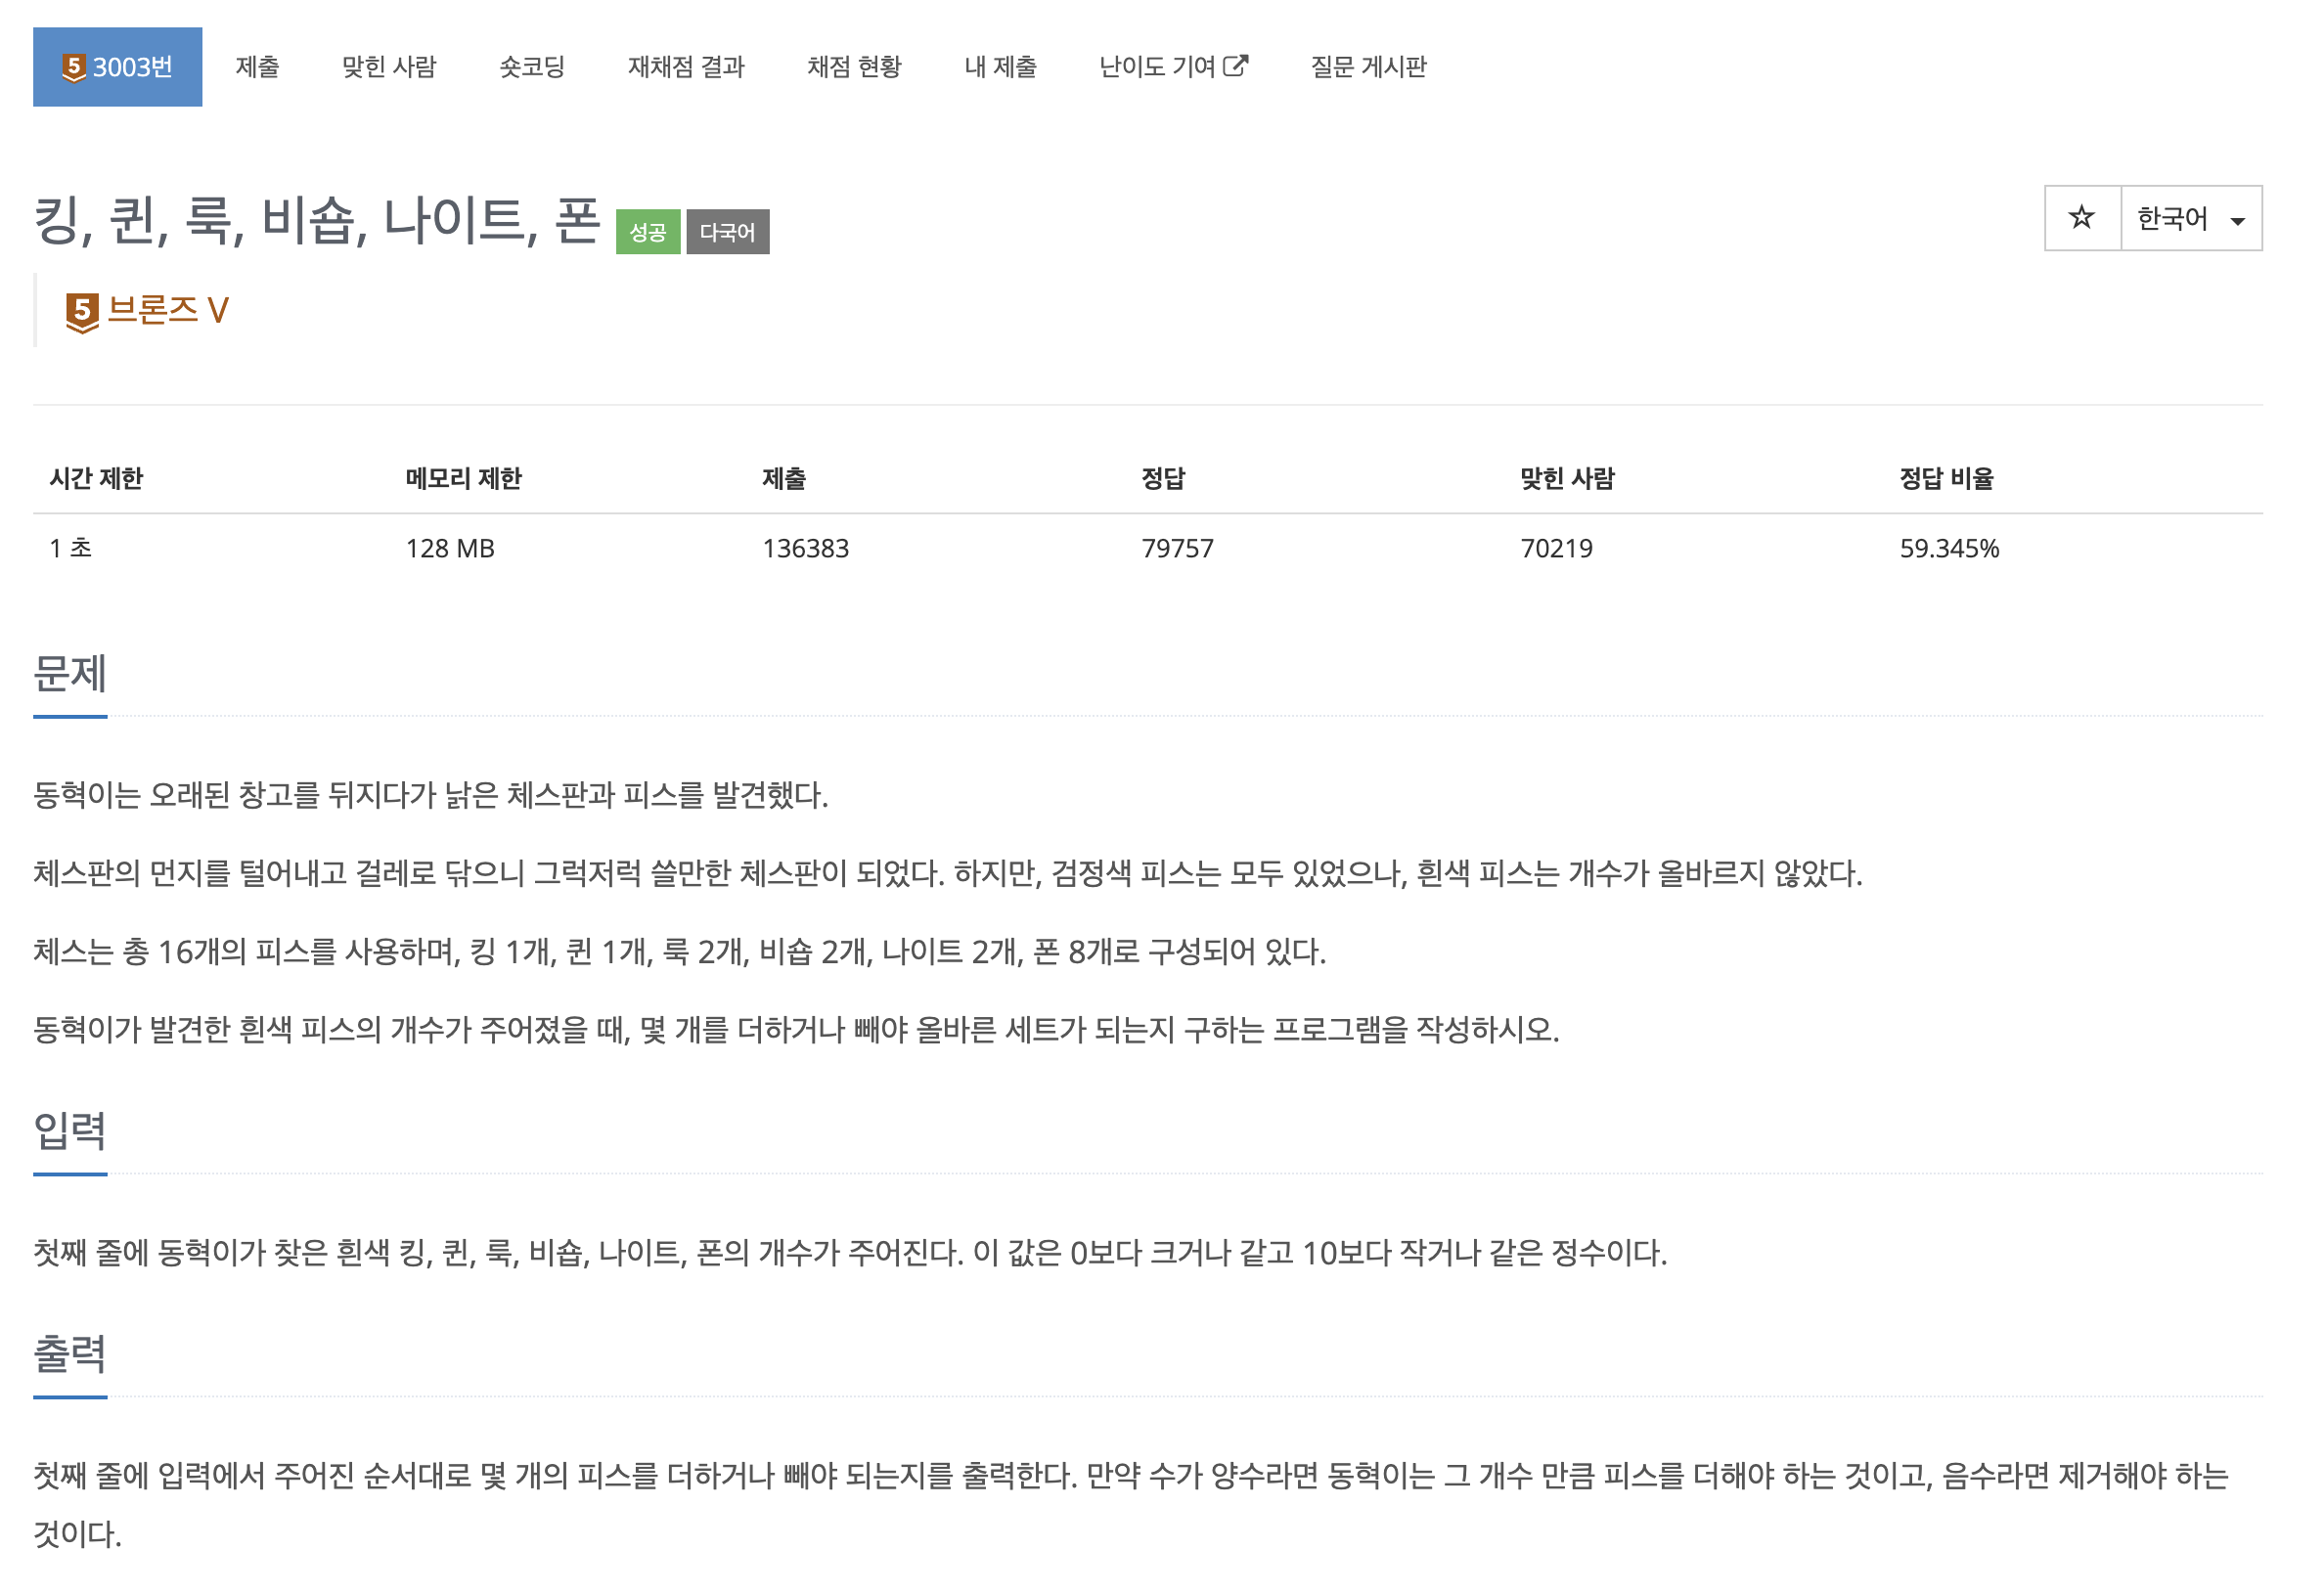 5 3003번 제출 맞힌 사람 숏코딩 재채점 결과 채점 현황 내 제출 난이도 기여 질문 게시판
킹, 퀸, 룩, 비숍, 나이트, 폰 성공 다국어 한국어
5 브론즈 V
시간 제한 메모리 제한 제출 정답 맞힌 사람 정답 비율
1 초 128 MB 136383 79757 70219 59.345%
문제
동혁이는 오래된 창고를 뒤지다가 낡은 체스판과 피스를 발견했다.
체스판의 먼지를 털어내고 걸레로 닦으니 그럭저럭 쓸만한 체스판이 되었다. 하지만, 검정색 피스는 모두 있었으나, 흰색 피스는 개수가 올바르지 않았다.
체스는 총 16개의 피스를 사용하며, 킹 1개, 퀸 1개, 룩 2개, 비숍 2개, 나이트 2개, 폰 8개로 구성되어 있다.
동혁이가 발견한 흰색 피스의 개수가 주어졌을 때, 몇 개를 더하거나 빼야 올바른 세트가 되는지 구하는 프로그램을 작성하시오.
입력
첫째 줄에 동혁이가 찾은 흰색 킹, 퀸, 룩, 비숍, 나이트, 폰의 개수가 주어진다. 이 값은 0보다 크거나 같고 10보다 작거나 같은 정수이다.
출력
첫째 줄에 입력에서 주어진 순서대로 몇 개의 피스를 더하거나 빼야 되는지를 출력한다. 만약 수가 양수라면 동혁이는 그 개수 만큼 피스를 더해야 하는 것이고, 음수라면 제거해야 하는
것이다.